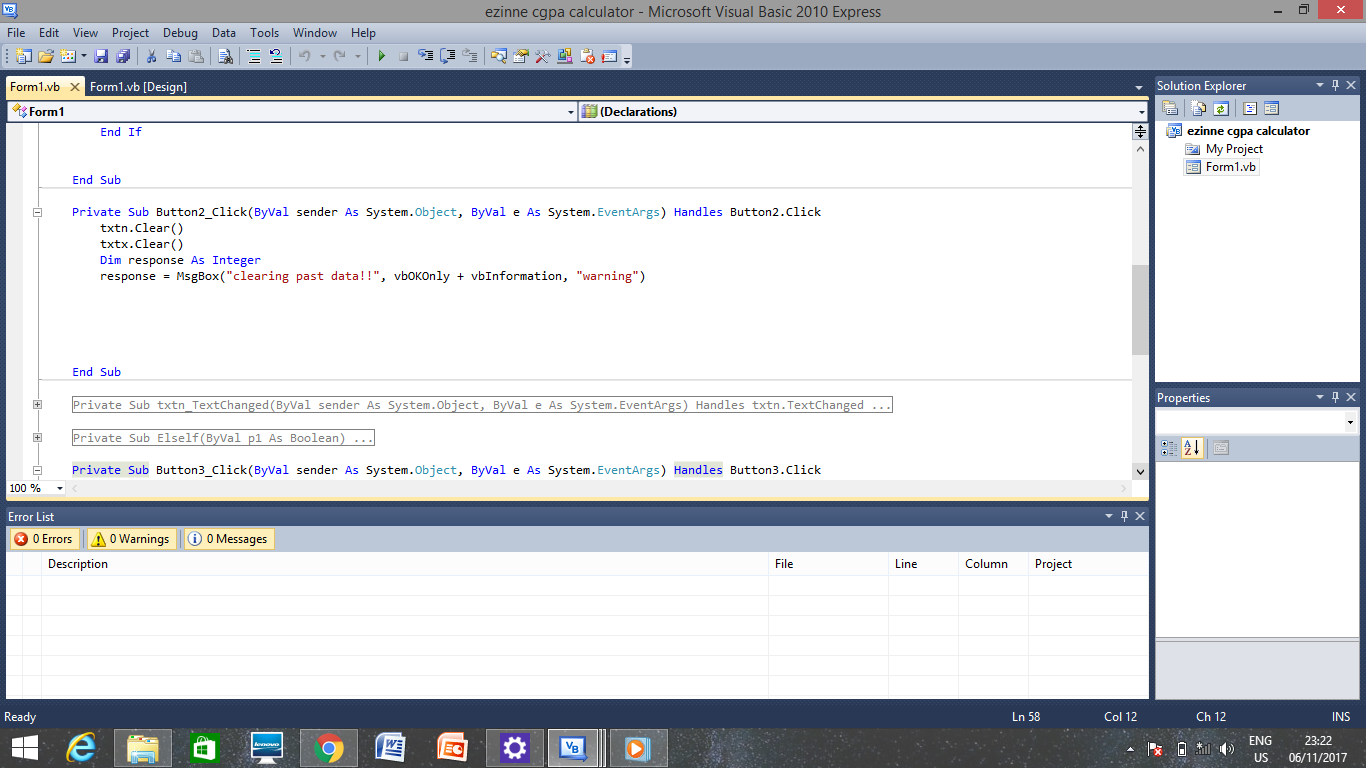 ezinne cgpa calculator - Microsoft Visual Basic 2010 Express
File Edit View Project Debug Data Tools Window Help
Form1.vb Form1.vb [Design]
Form1 (Declarations)
End If
End Sub
Private Sub Button2_Click(ByVal sender As System.Object, ByVal e As System.EventArgs) Handles Button2.Click
txtn.Clear()
txtx.Clear()
Dim response As Integer
response = MsgBox("clearing past data!!", vbOKOnly + vbInformation, "warning")
End Sub
Private Sub txtn_TextChanged(ByVal sender As System.Object, ByVal e As System.EventArgs) Handles txtn.TextChanged ...
Private Sub Elself(ByVal p1 As Boolean) ...
Private Sub Button3_Click(ByVal sender As System.Object, ByVal e As System.EventArgs) Handles Button3.Click
100 %
Solution Explorer
ezinne cgpa calculator
My Project
Form1.vb
Properties
Error List
0 Errors 0 Warnings 0 Messages
Description File Line Column Project
Ready Ln 58 Col 12 Ch 12 INS
lenovo
VB
ENG 23:22
US 06/11/2017